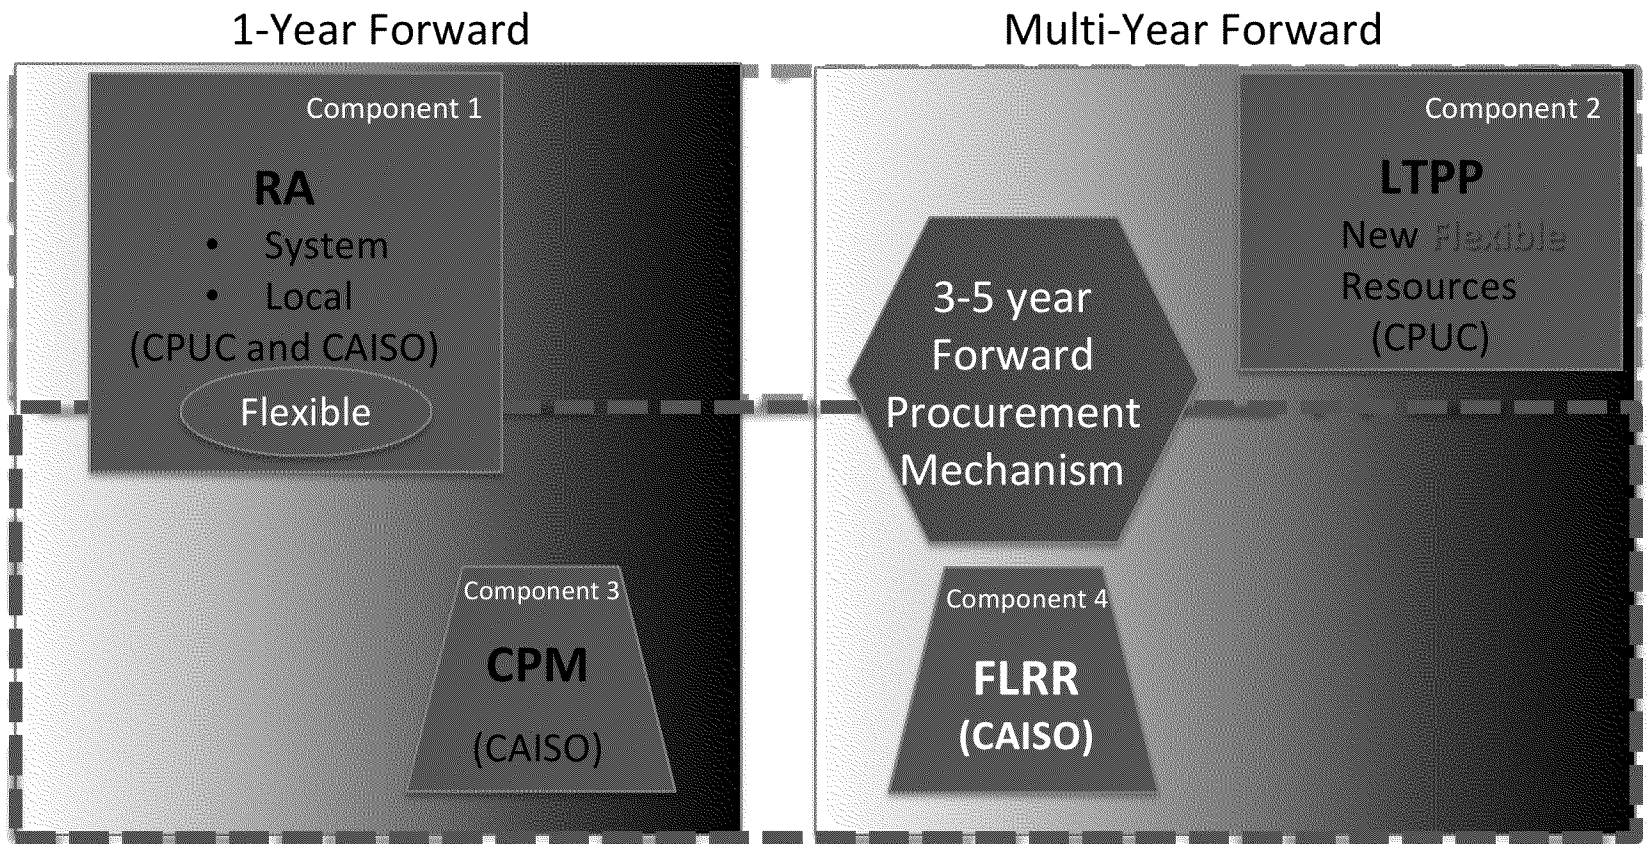 1-Year Forward
Multi-Year Forward
Component 1
RA
• System
• Local
(CPUC and CAISO)
Flexible
Component 2
LTPP
New Flexible
Resources
(CPUC)
3-5 year
Forward
Procurement
Mechanism
Component 3
CPM
(CAISO)
Component 4
FLRR
(CAISO)